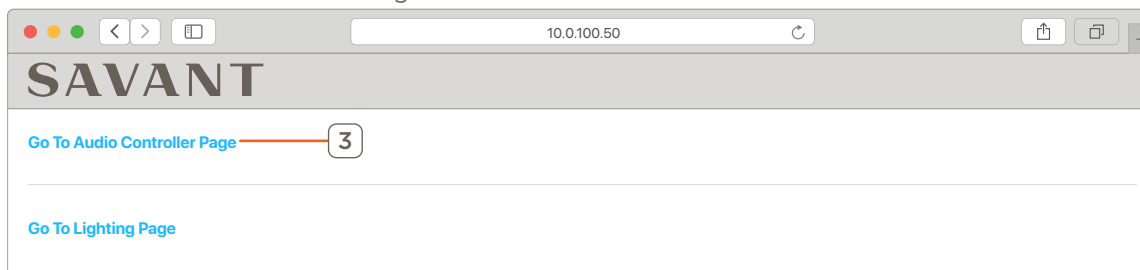 10.0.100.50
SAVANT
Go To Audio Controller Page 3
Go To Lighting Page